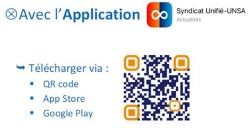 ⊗Avec l'Application
Syndicat Unifié-UNSA
Actualités
➥ Télécharger via :
▪ QR code
▪ App Store
▪ Google Play